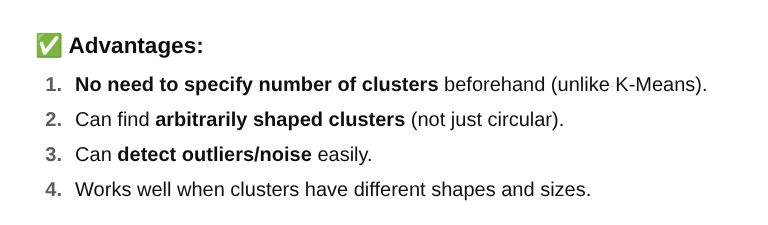 ✅ Advantages:
1. No need to specify number of clusters beforehand (unlike K-Means).
2. Can find arbitrarily shaped clusters (not just circular).
3. Can detect outliers/noise easily.
4. Works well when clusters have different shapes and sizes.